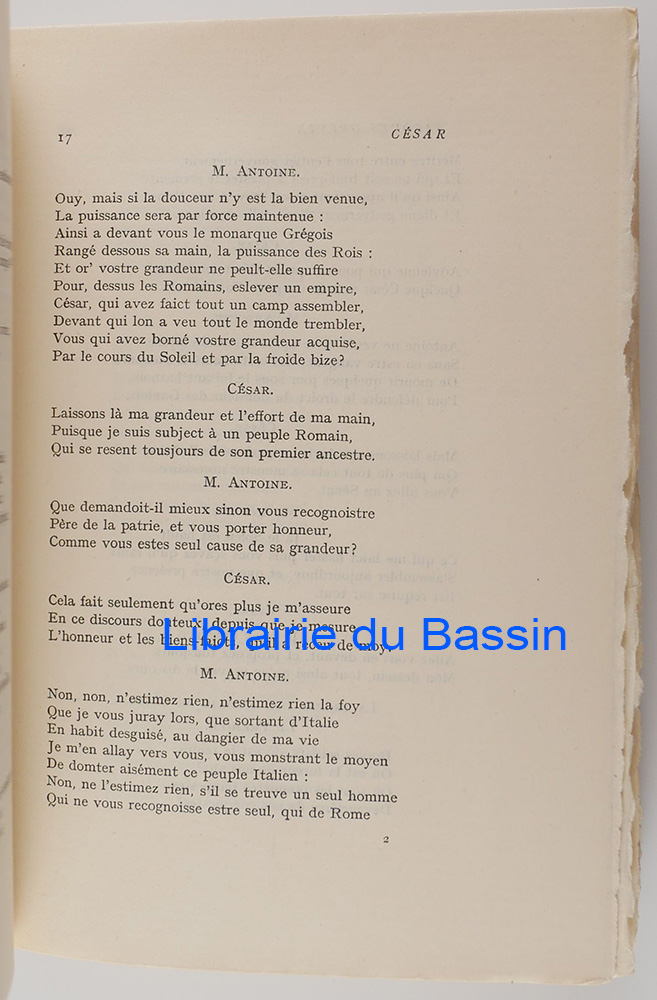 17 CÉSAR
M. Antoine.
Ouy, mais si la douceur n'y est la bien venue,
La puissance sera par force maintenue :
Ainsi a devant vous le monarque Grégois
Rangé dessous sa main, la puissance des Rois :
Et or' vostre grandeur ne peult-elle suffire
Pour, dessus les Romains, eslever un empire,
César, qui avez faict tout un camp assembler,
Devant qui lon a veu tout le monde trembler,
Vous qui avez borné vostre grandeur acquise,
Par le cours du Soleil et par la froide bize?
César.
Laissons là ma grandeur et l'effort de ma main,
Puisque je suis subject à un peuple Romain,
Qui se resent tousjours de son premier ancestre.
M. Antoine.
Que demandoit-il mieux sinon vous recognoistre
Père de la patrie, et vous porter honneur,
Comme vous estes seul cause de sa grandeur?
César.
Cela fait seulement qu'ores plus je m'asseure
En ce discours douteux, depuis que je mesure
L'honneur et les biens-faicts, qu'il a receu de moy,
Librairie du Bassin
M. Antoine.
Non, non, n'estimez rien, n'estimez rien la foy
Que je vous juray lors, que sortant d'Italie
En habit desguisé, au dangier de ma vie
Je m'en allay vers vous, vous monstrant le moyen
De domter aisément ce peuple Italien :
Non, ne l'estimez rien, s'il se treuve un seul homme
Qui ne vous recognoisse estre seul, qui de Rome
2